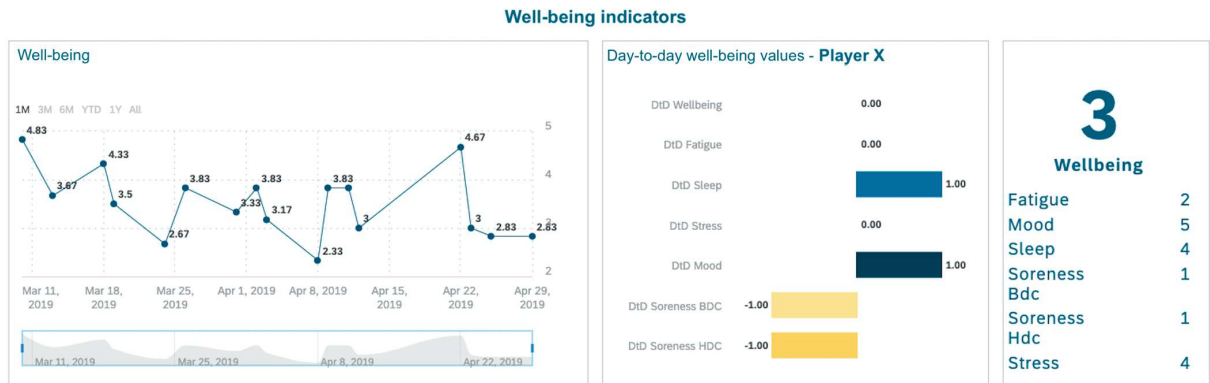 Well-being indicators
Well-being
1M 3M 6M YTD 1Y All
4.83
3.67
4.33
3.5
2.67
3.83
3.33
3.83
3.17
2.33
3.83
3
4.67
3
2.83
2.83
5
4
3
2
Mar 11, 2019
Mar 18, 2019
Mar 25, 2019
Apr 1, 2019
Apr 8, 2019
Apr 15, 2019
Apr 22, 2019
Apr 29, 2019
Mar 11, 2019
Mar 25, 2019
Apr 8, 2019
Apr 22, 2019
Day-to-day well-being values - Player X
DtD Wellbeing 0.00
DtD Fatigue 0.00
DtD Sleep 1.00
DtD Stress 0.00
DtD Mood 1.00
DtD Soreness BDC -1.00
DtD Soreness HDC -1.00
3
Wellbeing
Fatigue 2
Mood 5
Sleep 4
Soreness 1
Bdc
Soreness 1
Hdc
Stress 4